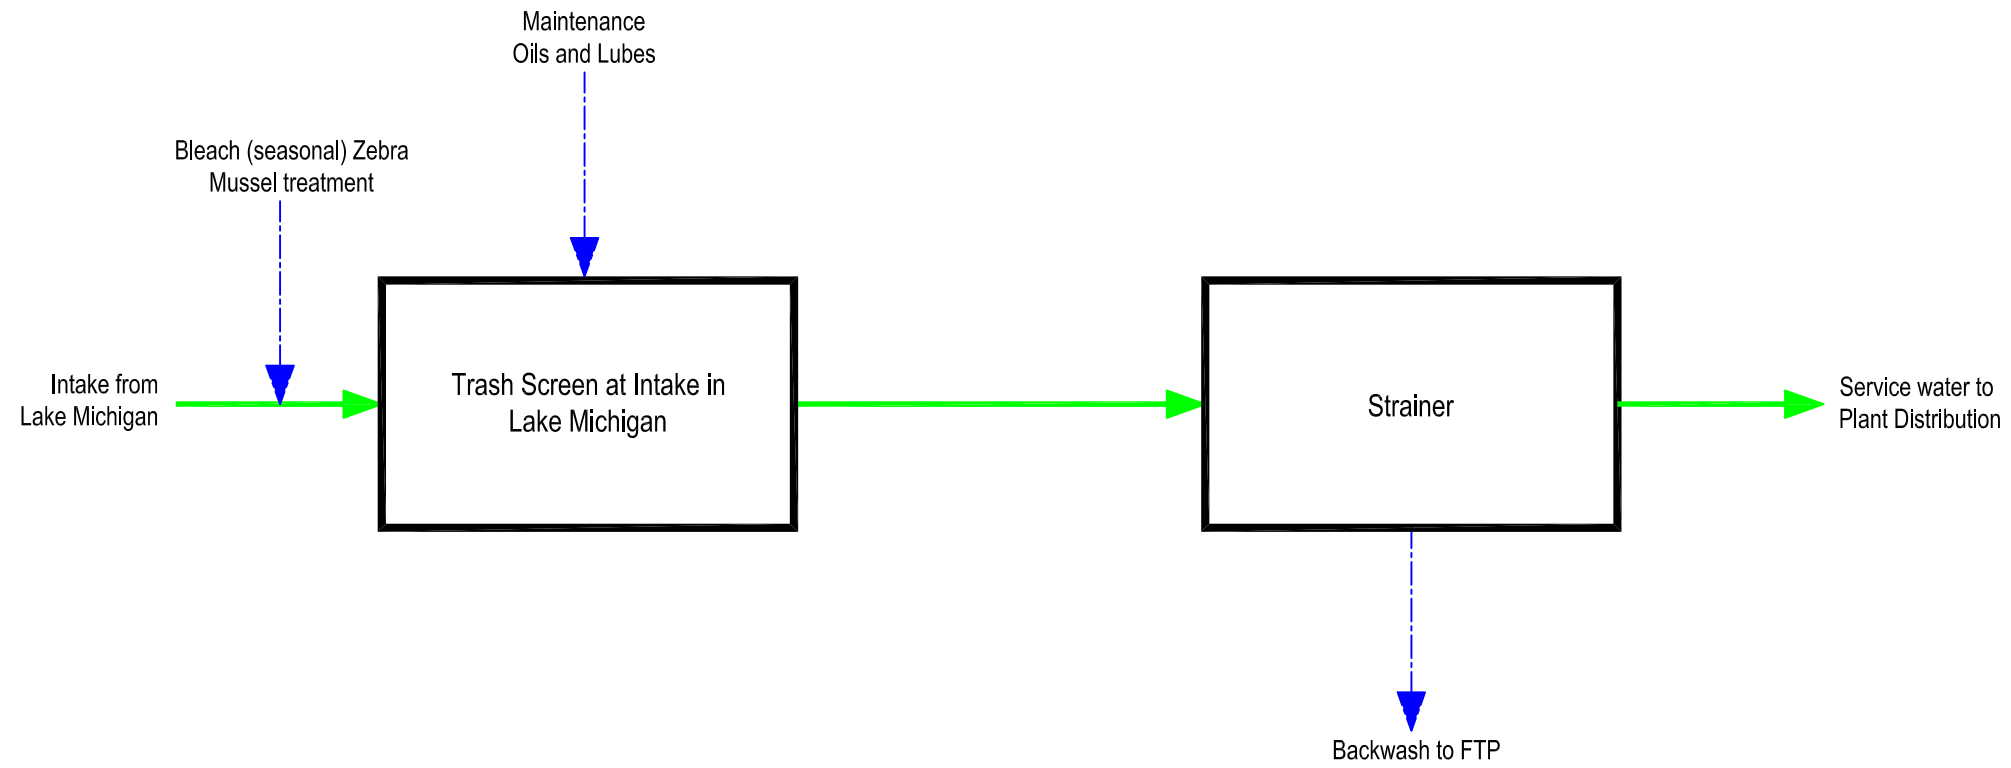 Maintenance
Oils and Lubes
Bleach (seasonal) Zebra
Mussel treatment
Intake from
Lake Michigan
Trash Screen at Intake in
Lake Michigan
Strainer
Service water to
Plant Distribution
Backwash to FTP